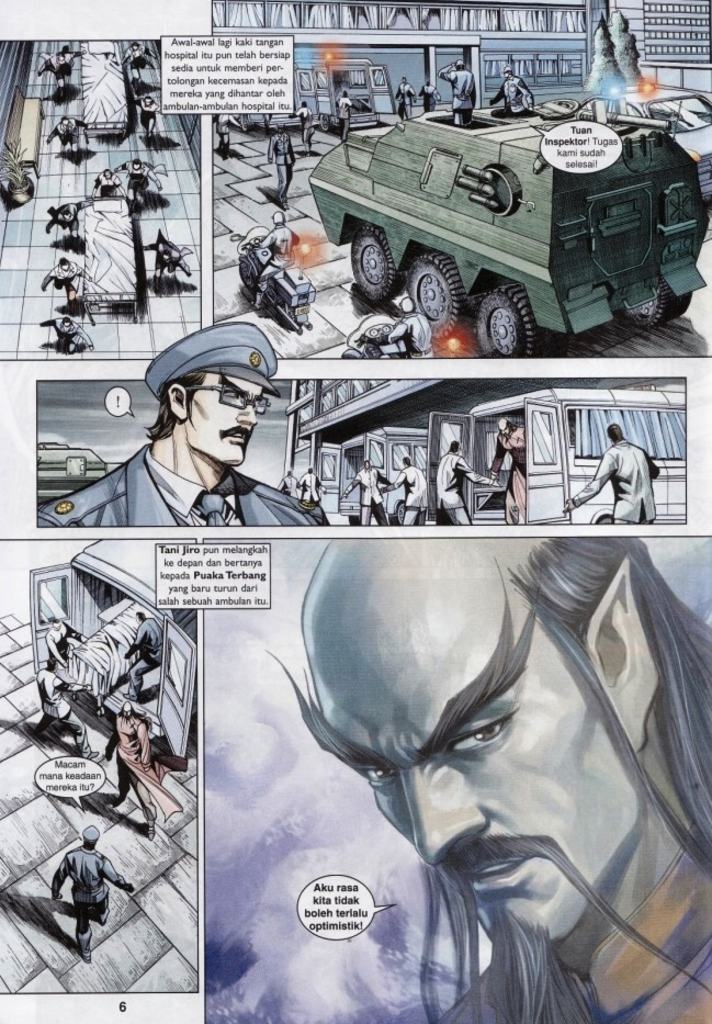 Awal-awal lagi kaki tangan
hospital itu pun telah bersiap
sedia untuk memberi per-
tolongan kecemasan kepada
mereka yang dihantar oleh
ambulan-ambulan hospital itu.
Tuan
Inspektor! Tugas
kami sudah
selesai!
!
Tani Jiro pun melangkah
ke depan dan bertanya
kepada Puaka Terbang
yang baru turun dari
salah sebuah ambulan itu.
Macam
mana keadaan
mereka itu?
Aku rasa
kita tidak
boleh terlalu
optimistik!
6